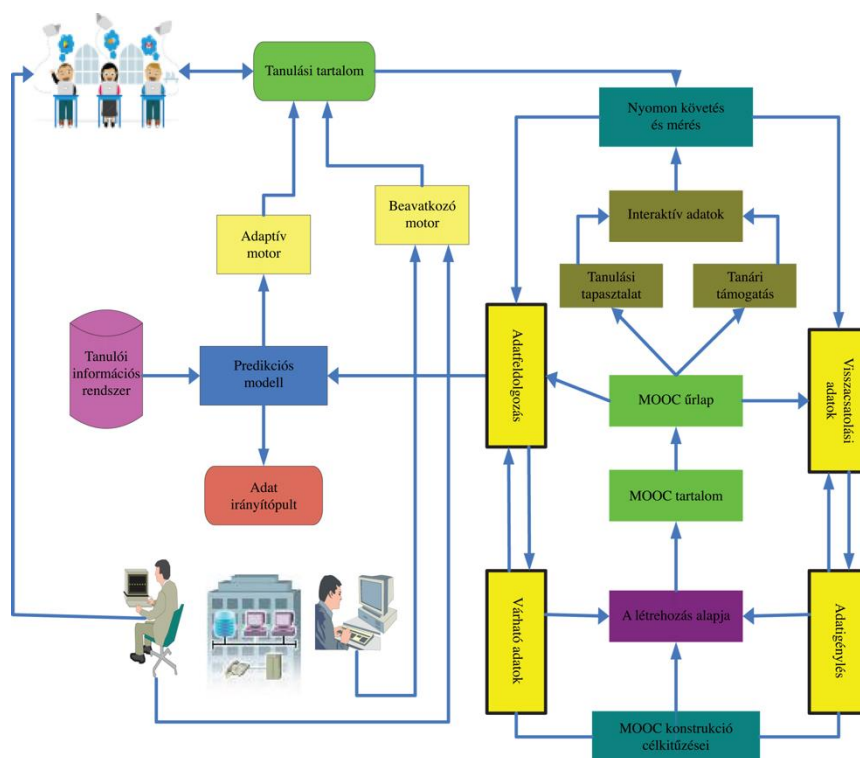 Tanulási tartalom
Nyomon követés
és mérés
Beavatkozó
motor
Interaktív adatok
Adaptív
motor
Tanulási
tapasztalat
Tanári
támogatás
Tanulói
információs
rendszer
Predikciós
modell
Adatfeldolgozás
MOOC űrlap
Visszacsatolási
adatok
Adat
irányítópult
MOOC tartalom
Várható adatok
A létrehozás alapja
Adatigénylés
MOOC konstrukció
célkitűzései